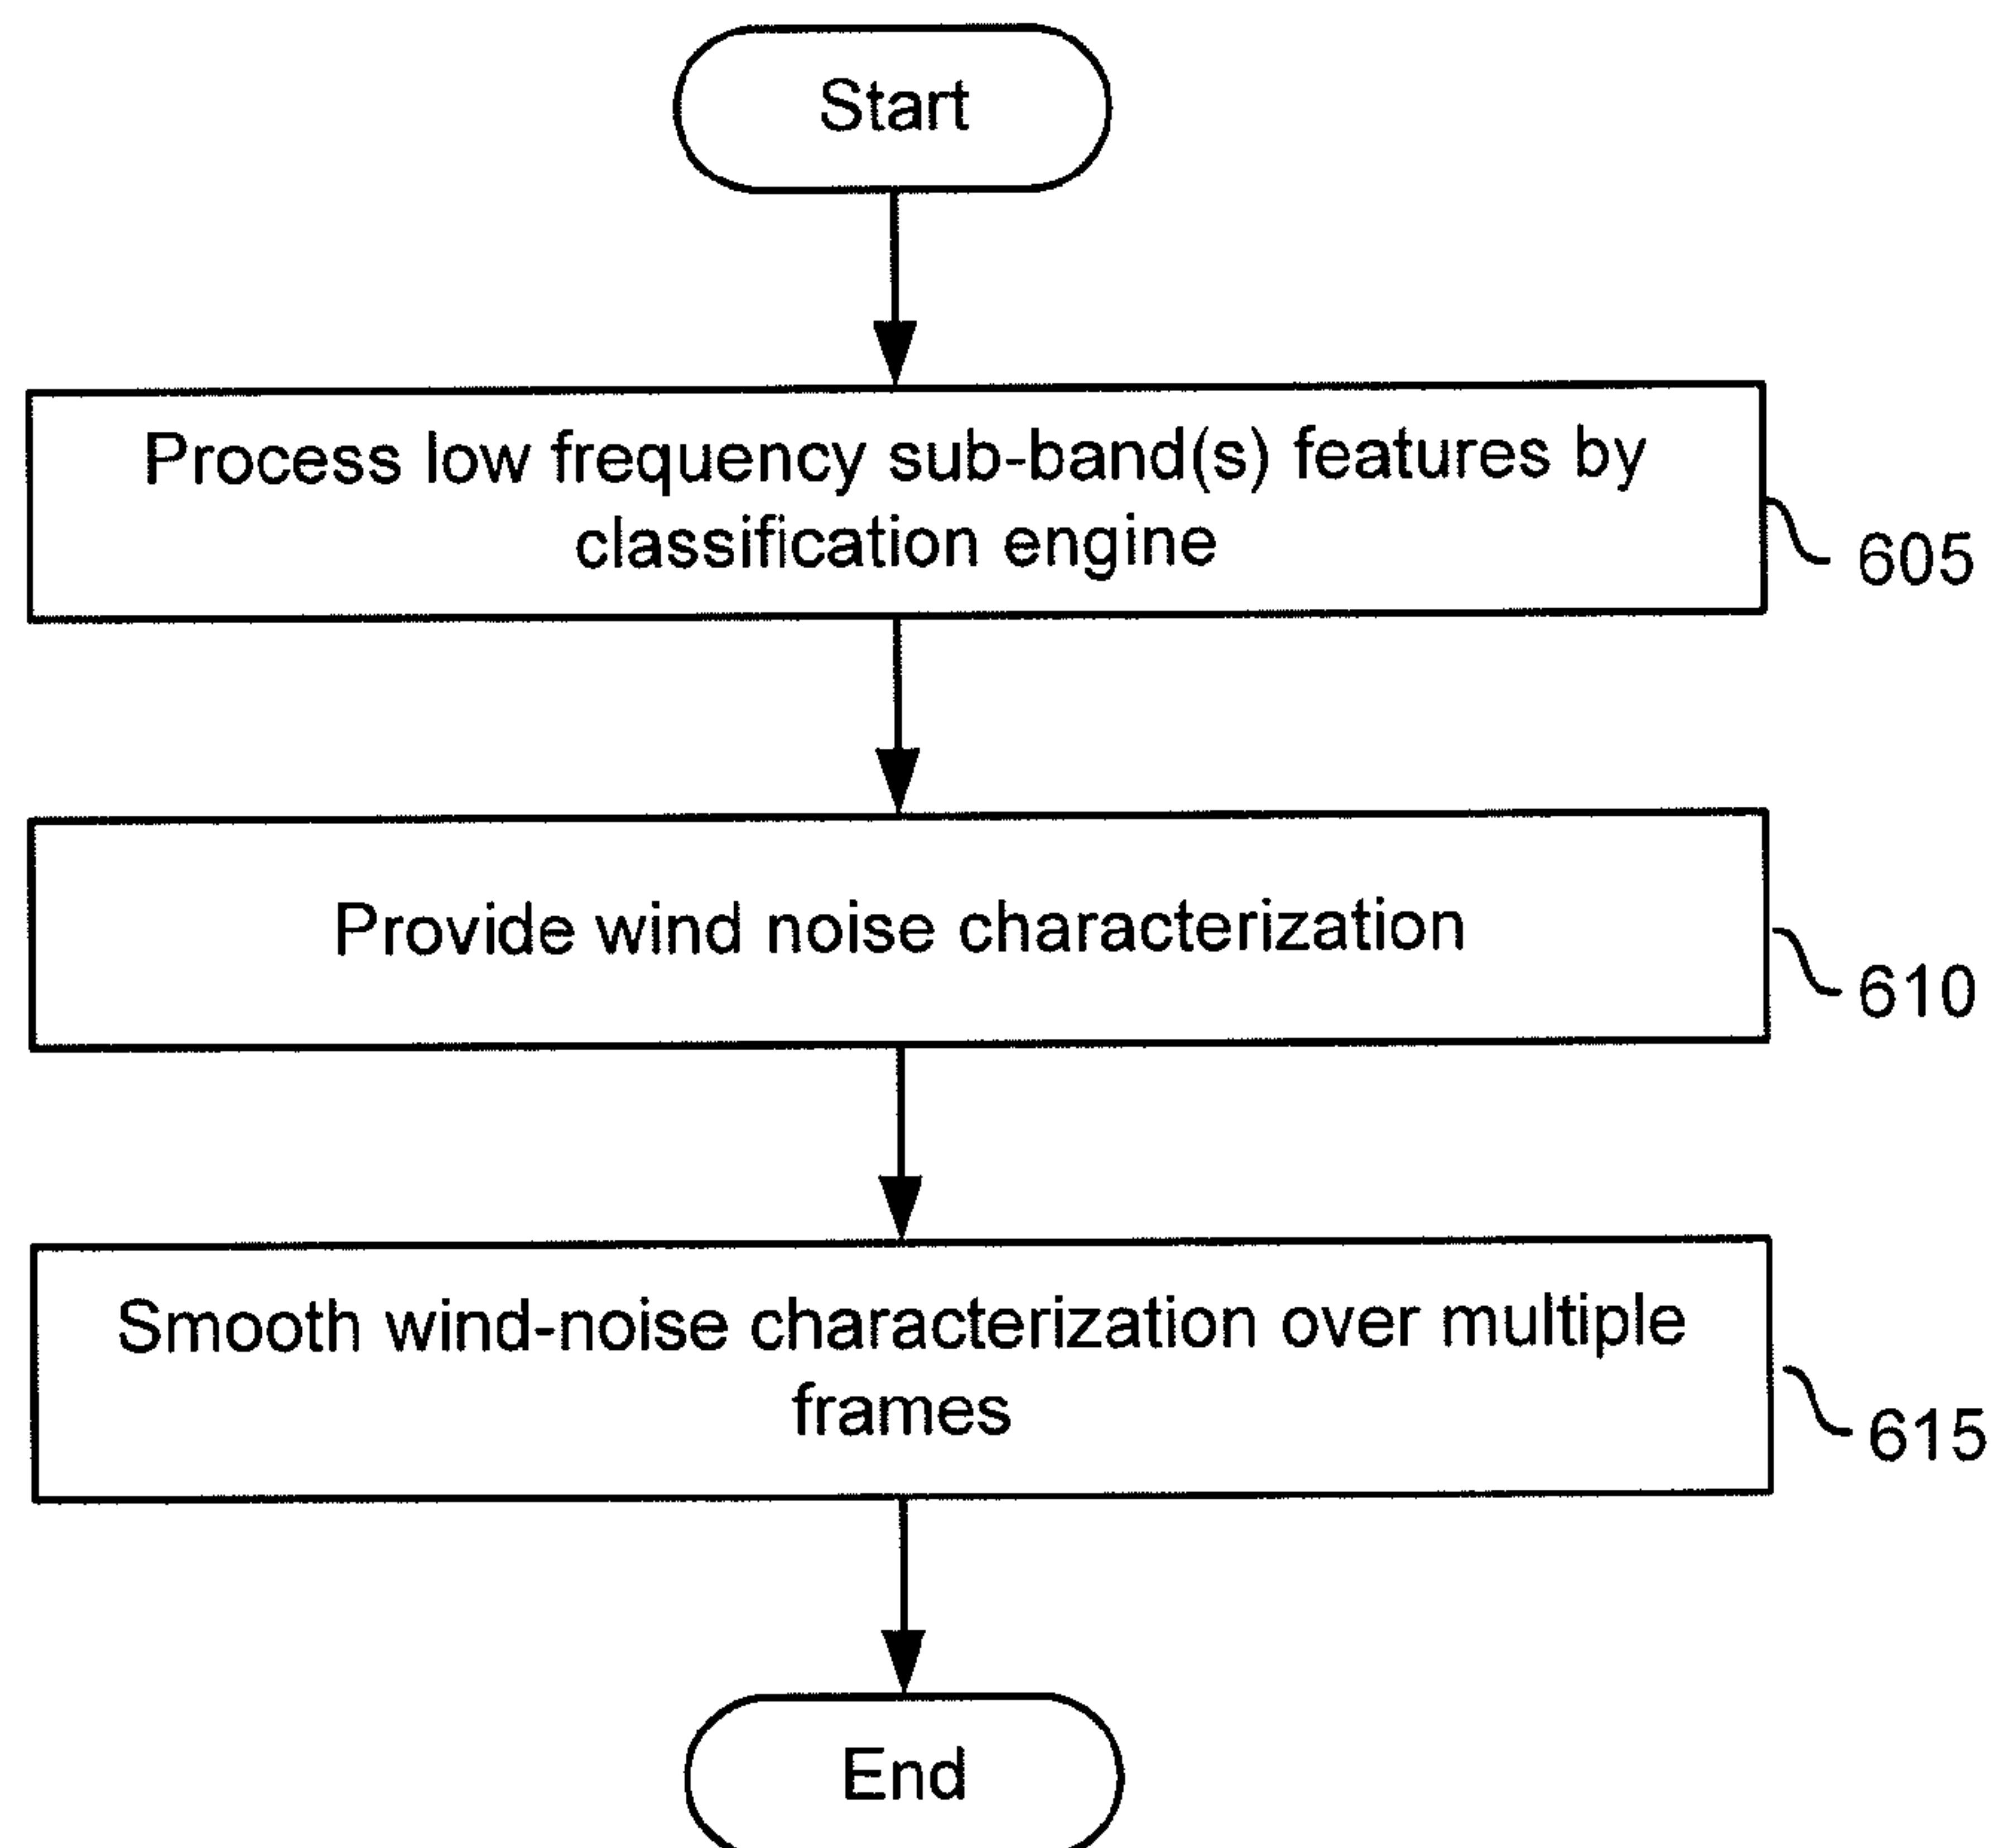 Start
Process low frequency sub-band(s) features by
classification engine
605
Provide wind noise characterization
610
Smooth wind-noise characterization over multiple
frames
615
End